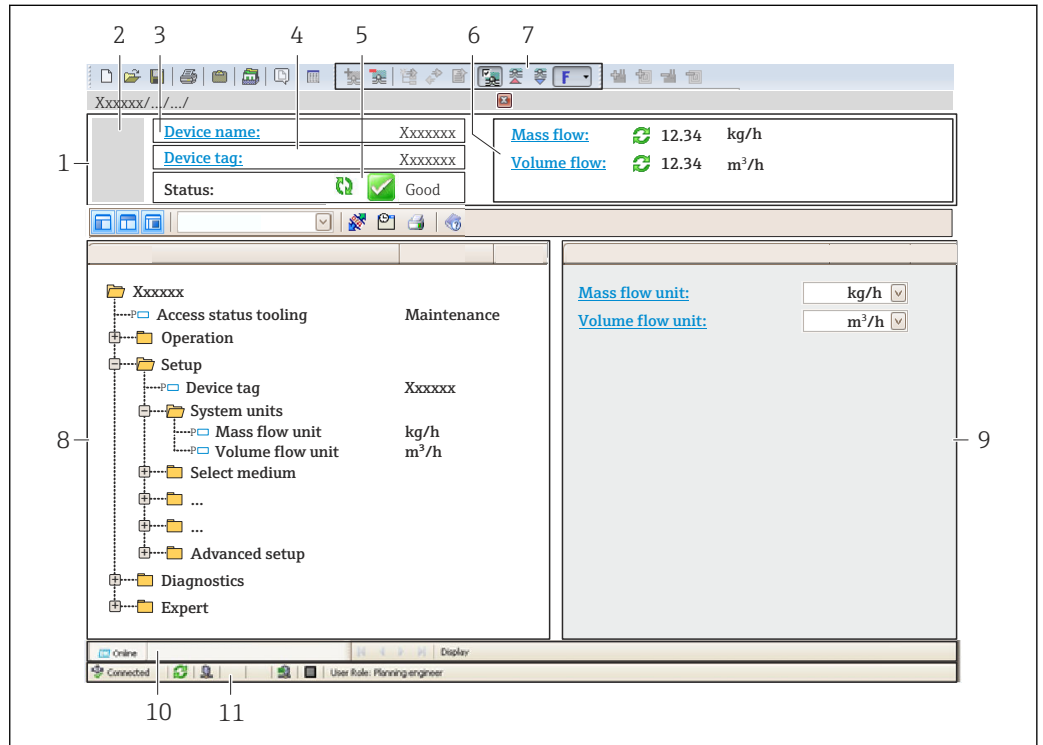 2 3 4 5 6 7
F
Xxxxxx/.../.../
1
Device name: Xxxxxxx
Device tag: Xxxxxxx
Status: Good
Mass flow: 12.34 kg/h
Volume flow: 12.34 m³/h
Xxxxxx
Access status tooling Maintenance
Operation
Setup
Device tag Xxxxxx
System units
Mass flow unit kg/h
Volume flow unit m³/h
Select medium
...
...
Advanced setup
Diagnostics
Expert
8
Mass flow unit: kg/h
Volume flow unit: m³/h
9
Online Display
Connected User Role: Planning engineer
10 11